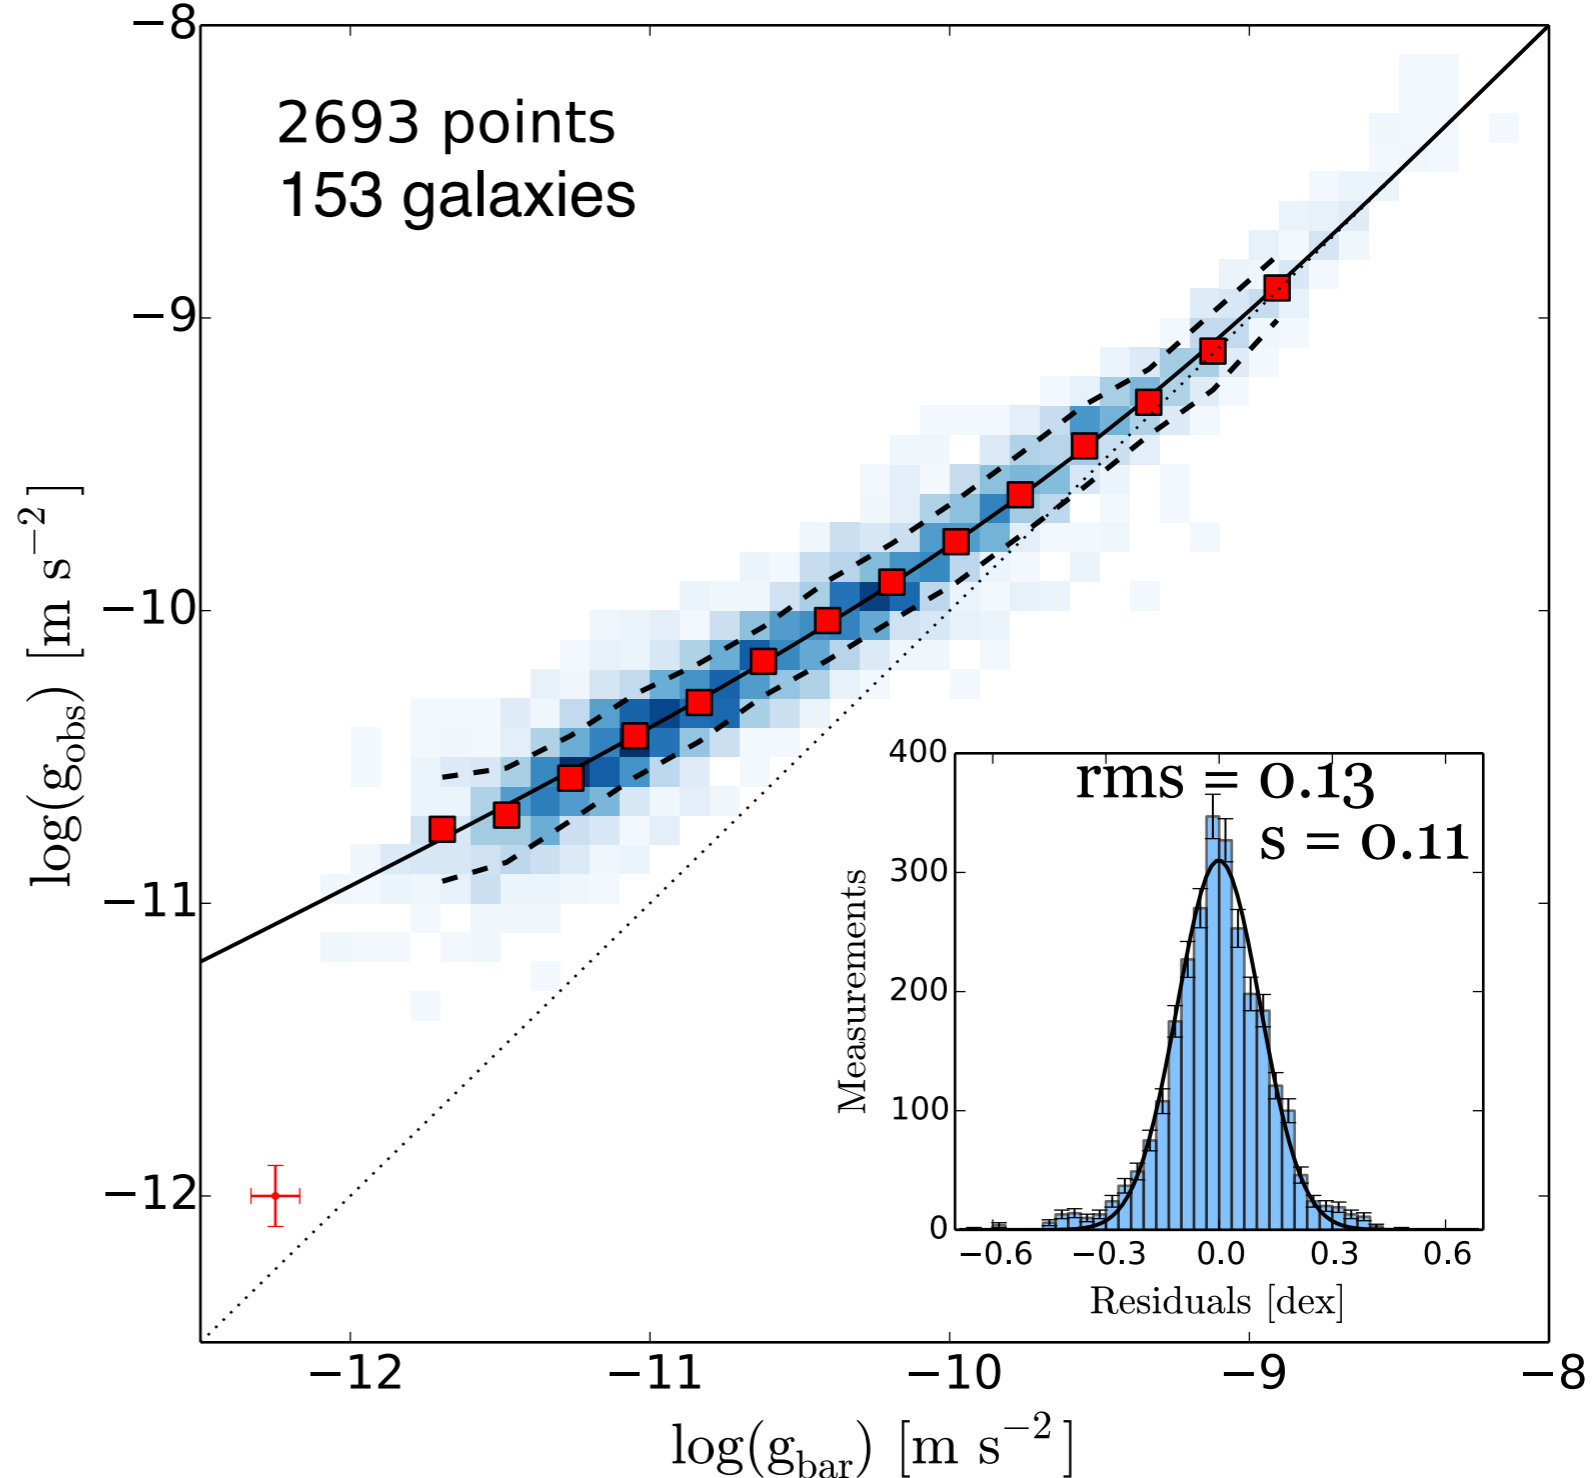 2693 points
153 galaxies
−8
−9
−10
−11
−12
log(g_obs) [m s⁻²]
−12
−11
−10
−9
−8
log(g_bar) [m s⁻²]
rms = 0.13
s = 0.11
400
300
200
100
0
Measurements
−0.6
−0.3
0.0
0.3
0.6
Residuals [dex]